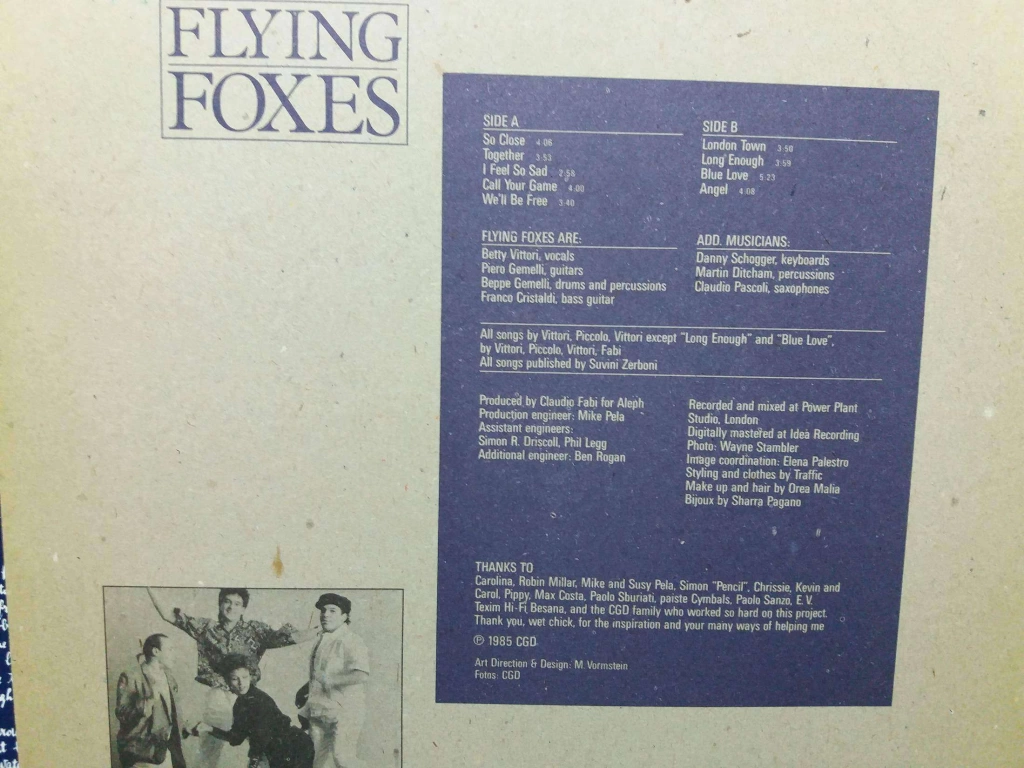 FLYING
FOXES
SIDE A
So Close 4:06
Together 3:53
I Feel So Sad 2:58
Call Your Game 4:00
We'll Be Free 3:40
SIDE B
London Town 3:50
Long Enough 3:59
Blue Love 5:23
Angel 4:08
FLYING FOXES ARE:
Betty Vittori, vocals
Piero Gemelli, guitars
Beppe Gemelli, drums and percussions
Franco Cristaldi, bass guitar
ADD. MUSICIANS:
Danny Schogger, keyboards
Martin Ditcham, percussions
Claudio Pascoli, saxophones
All songs by Vittori, Piccolo, Vittori except "Long Enough" and "Blue Love",
by Vittori, Piccolo, Vittori, Fabi
All songs published by Suvini Zerboni
Produced by Claudio Fabi for Aleph
Production engineer: Mike Pela
Assistant engineers:
Simon R. Driscoll, Phil Legg
Additional engineer: Ben Rogan
Recorded and mixed at Power Plant
Studio, London
Digitally mastered at Idea Recording
Photo: Wayne Stambler
Image coordination: Elena Palestro
Styling and clothes by Traffic
Make up and hair by Orea Malia
Bijoux by Sharra Pagano
THANKS TO
Carolina, Robin Millar, Mike and Susy Pela, Simon "Pencil", Chrissie, Kevin and
Carol, Pippy, Max Costa, Paolo Sburiati, paiste Cymbals, Paolo Sanzo, E.V.
Texim Hi-Fi Besana, and the CGD family who worked so hard on this project.
Thank you, wet chick, for the inspiration and your many ways of helping me
℗ 1985 CGD
Art Direction & Design: M. Vormstein
Fotos: CGD